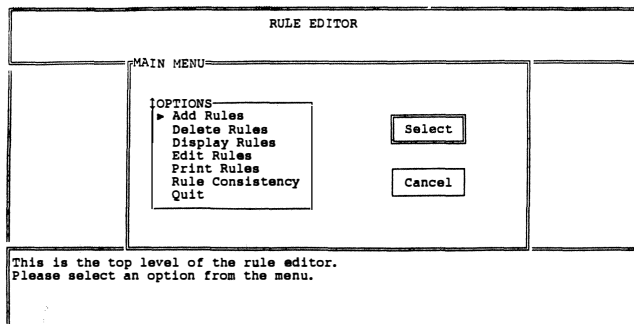 RULE EDITOR
MAIN MENU
OPTIONS
► Add Rules
Delete Rules
Display Rules
Edit Rules
Print Rules
Rule Consistency
Quit
Select
Cancel
This is the top level of the rule editor.
Please select an option from the menu.